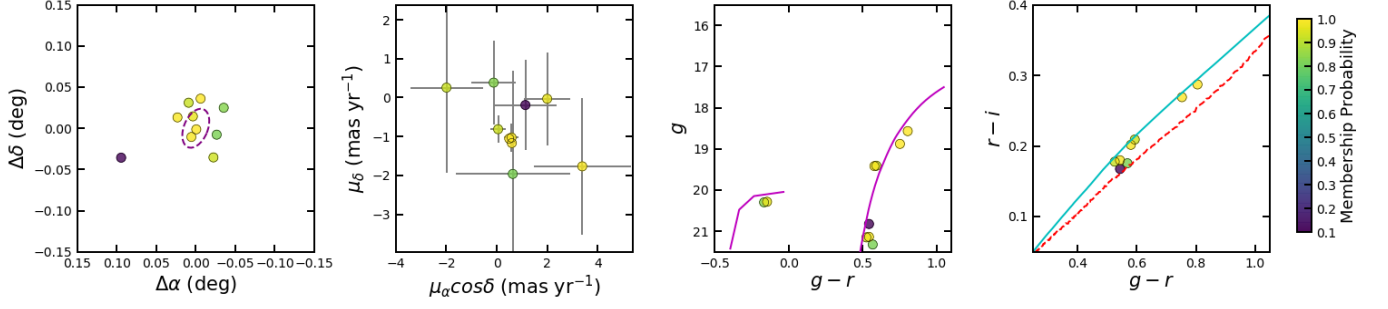 0.15
0.10
0.05
0.00
−0.05
−0.10
−0.15
Δδ (deg)
0.15 0.10 0.05 0.00 −0.05 −0.10 −0.15
Δα (deg)
2
1
0
−1
−2
−3
μδ (mas yr−1)
−4 −2 0 2 4
μαcosδ (mas yr−1)
16
17
18
19
20
21
g
−0.5 0.0 0.5 1.0
g − r
0.4
0.3
0.2
0.1
r − i
0.4 0.6 0.8 1.0
g − r
1.0
0.9
0.8
0.7
0.6
0.5
0.4
0.3
0.2
0.1
Membership Probability